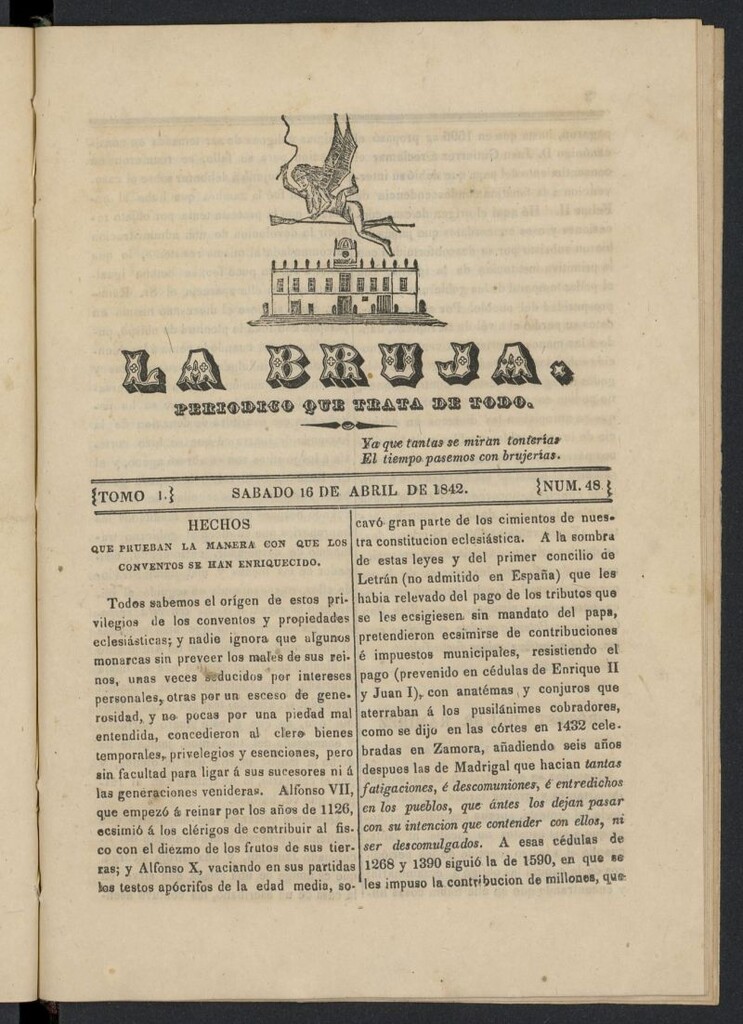 LA BRUJA.
PERIODICO QUE TRATA DE TODO.
Ya que tantas se miran tonterías
El tiempo pasemos con brujerias.
{TOMO 1.} SABADO 16 DE ABRIL DE 1842. {NUM. 48}
HECHOS
QUE PRUEBAN LA MANERA CON QUE LOS
CONVENTOS SE HAN ENRIQUECIDO.
Todos sabemos el orígen de estos pri-
vilegios de los conventos y propiedades
eclesiásticas; y nadie ignora que algunos
monarcas sin preveer los males de sus rei-
nos, unas veces seducidos por intereses
personales, otras por un esceso de gene-
rosidad, y no pocas por una piedad mal
entendida, concedieron al clero bienes
temporales, privelegios y esenciones, pero
sin facultad para ligar á sus sucesores ni á
las generaciones venideras. Alfonso VII,
que empezó á reinar por los años de 1126,
ecsimió á los clérigos de contribuir al fis-
co con el diezmo de los frutos de sus tier-
ras; y Alfonso X, vaciando en sus partidas
los testos apócrifos de la edad media, so-
cavó gran parte de los cimientos de nues-
tra constitucion eclesiástica. A la sombra
de estas leyes y del primer concilio de
Letrán (no admitido en España) que les
habia relevado del pago de los tributos que
se les ecsigiesen sin mandato del papa,
pretendieron ecsimirse de contribuciones
é impuestos municipales, resistiendo el
pago (prevenido en cédulas de Enrique II
y Juan I), con anatémas y conjuros que
aterraban á los pusilánimes cobradores,
como se dijo en las córtes en 1432 cele-
bradas en Zamora, añadiendo seis años
despues las de Madrigal que hacian tantas
fatigaciones, é descomuniones, é entredichos
en los pueblos, que ántes los dejan pasar
con su intencion que contender con ellos, ni
ser descomulgados. A esas cédulas de
1268 y 1390 siguió la de 1590, en que se
les impuso la contribucion de millones, que